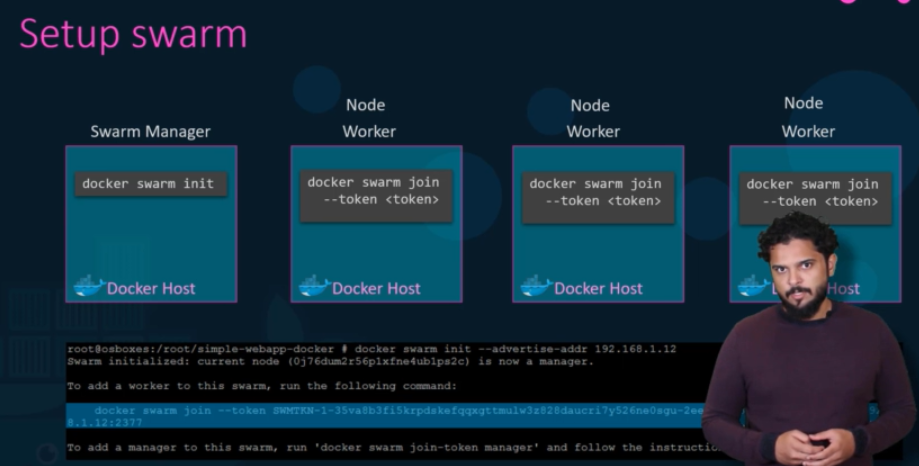 Setup swarm
Swarm Manager
docker swarm init
Docker Host
Node
Worker
docker swarm join
--token <token>
Docker Host
Node
Worker
docker swarm join
--token <token>
Docker Host
Node
Worker
docker swarm join
--token <token>
Host
root@osboxes:/root/simple-webapp-docker # docker swarm init --advertise-addr 192.168.1.12
Swarm initialized: current node (0j76dum2r56p1xfne4ub1ps2c) is now a manager.
To add a worker to this swarm, run the following command:
docker swarm join --token SWMTKN-1-35va8b3fi5krpdskefqqxgttmulw3z828daucri7y526ne0sgu-2ee
8.1.12:2377
To add a manager to this swarm, run 'docker swarm join-token manager' and follow the instructio